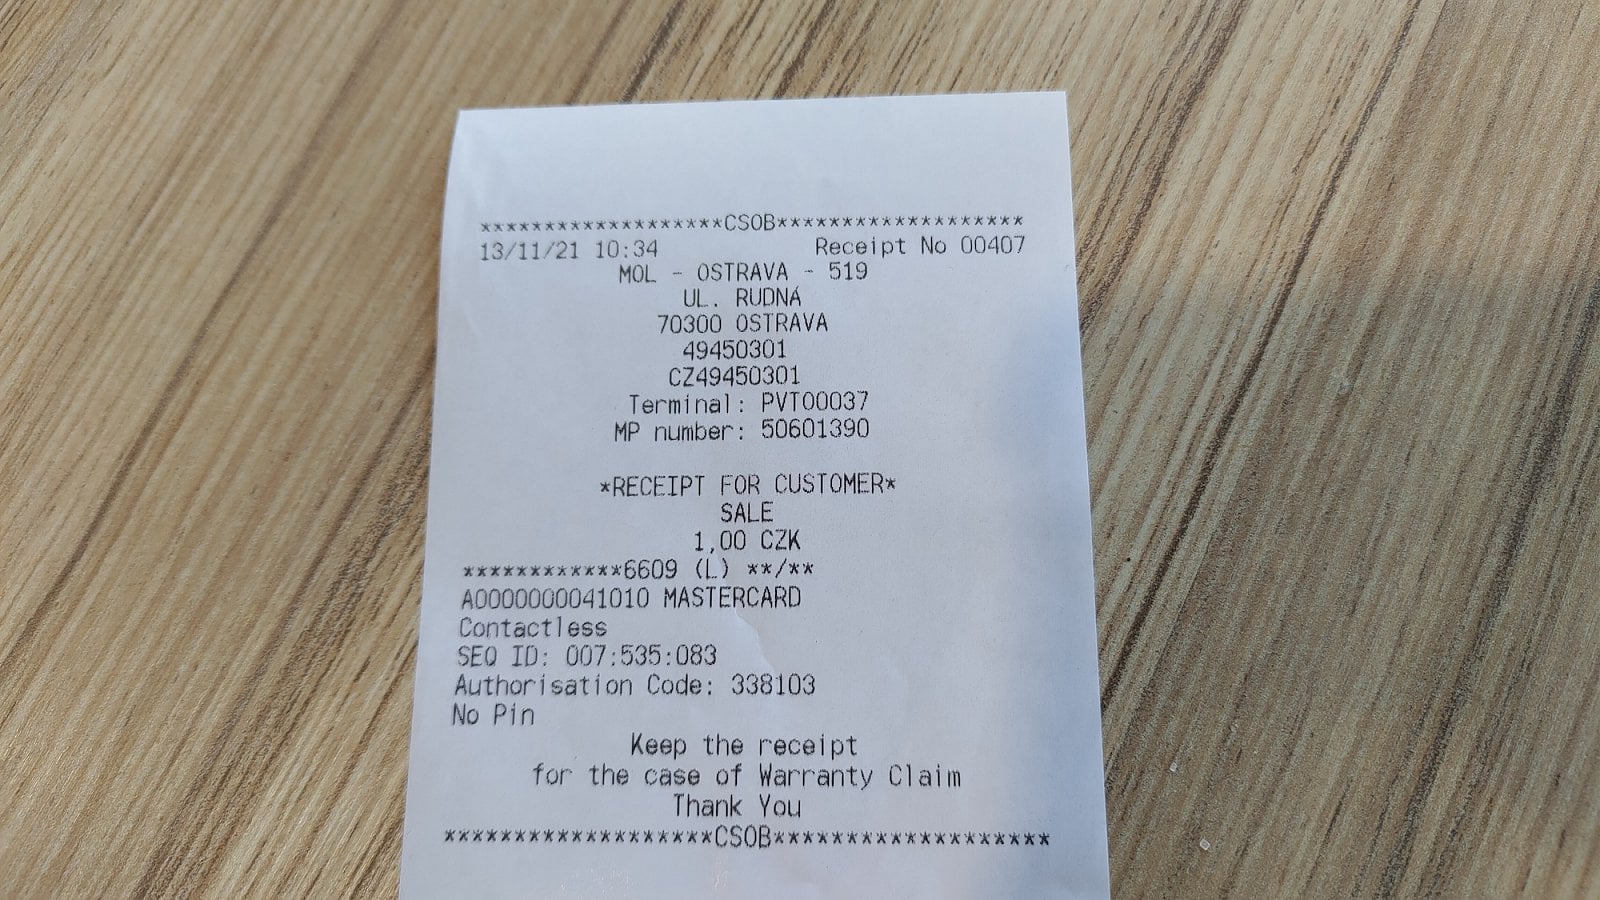 *******************CSOB*******************
13/11/21 10:34 Receipt No 00407
MOL - OSTRAVA - 519
UL. RUDNÁ
70300 OSTRAVA
49450301
CZ49450301
Terminal: PVT00037
MP number: 50601390
*RECEIPT FOR CUSTOMER*
SALE
1,00 CZK
************6609 (L) **/**
A0000000041010 MASTERCARD
Contactless
SEQ ID: 007:535:083
Authorisation Code: 338103
No Pin
Keep the receipt
for the case of Warranty Claim
Thank You
*******************CSOB*******************